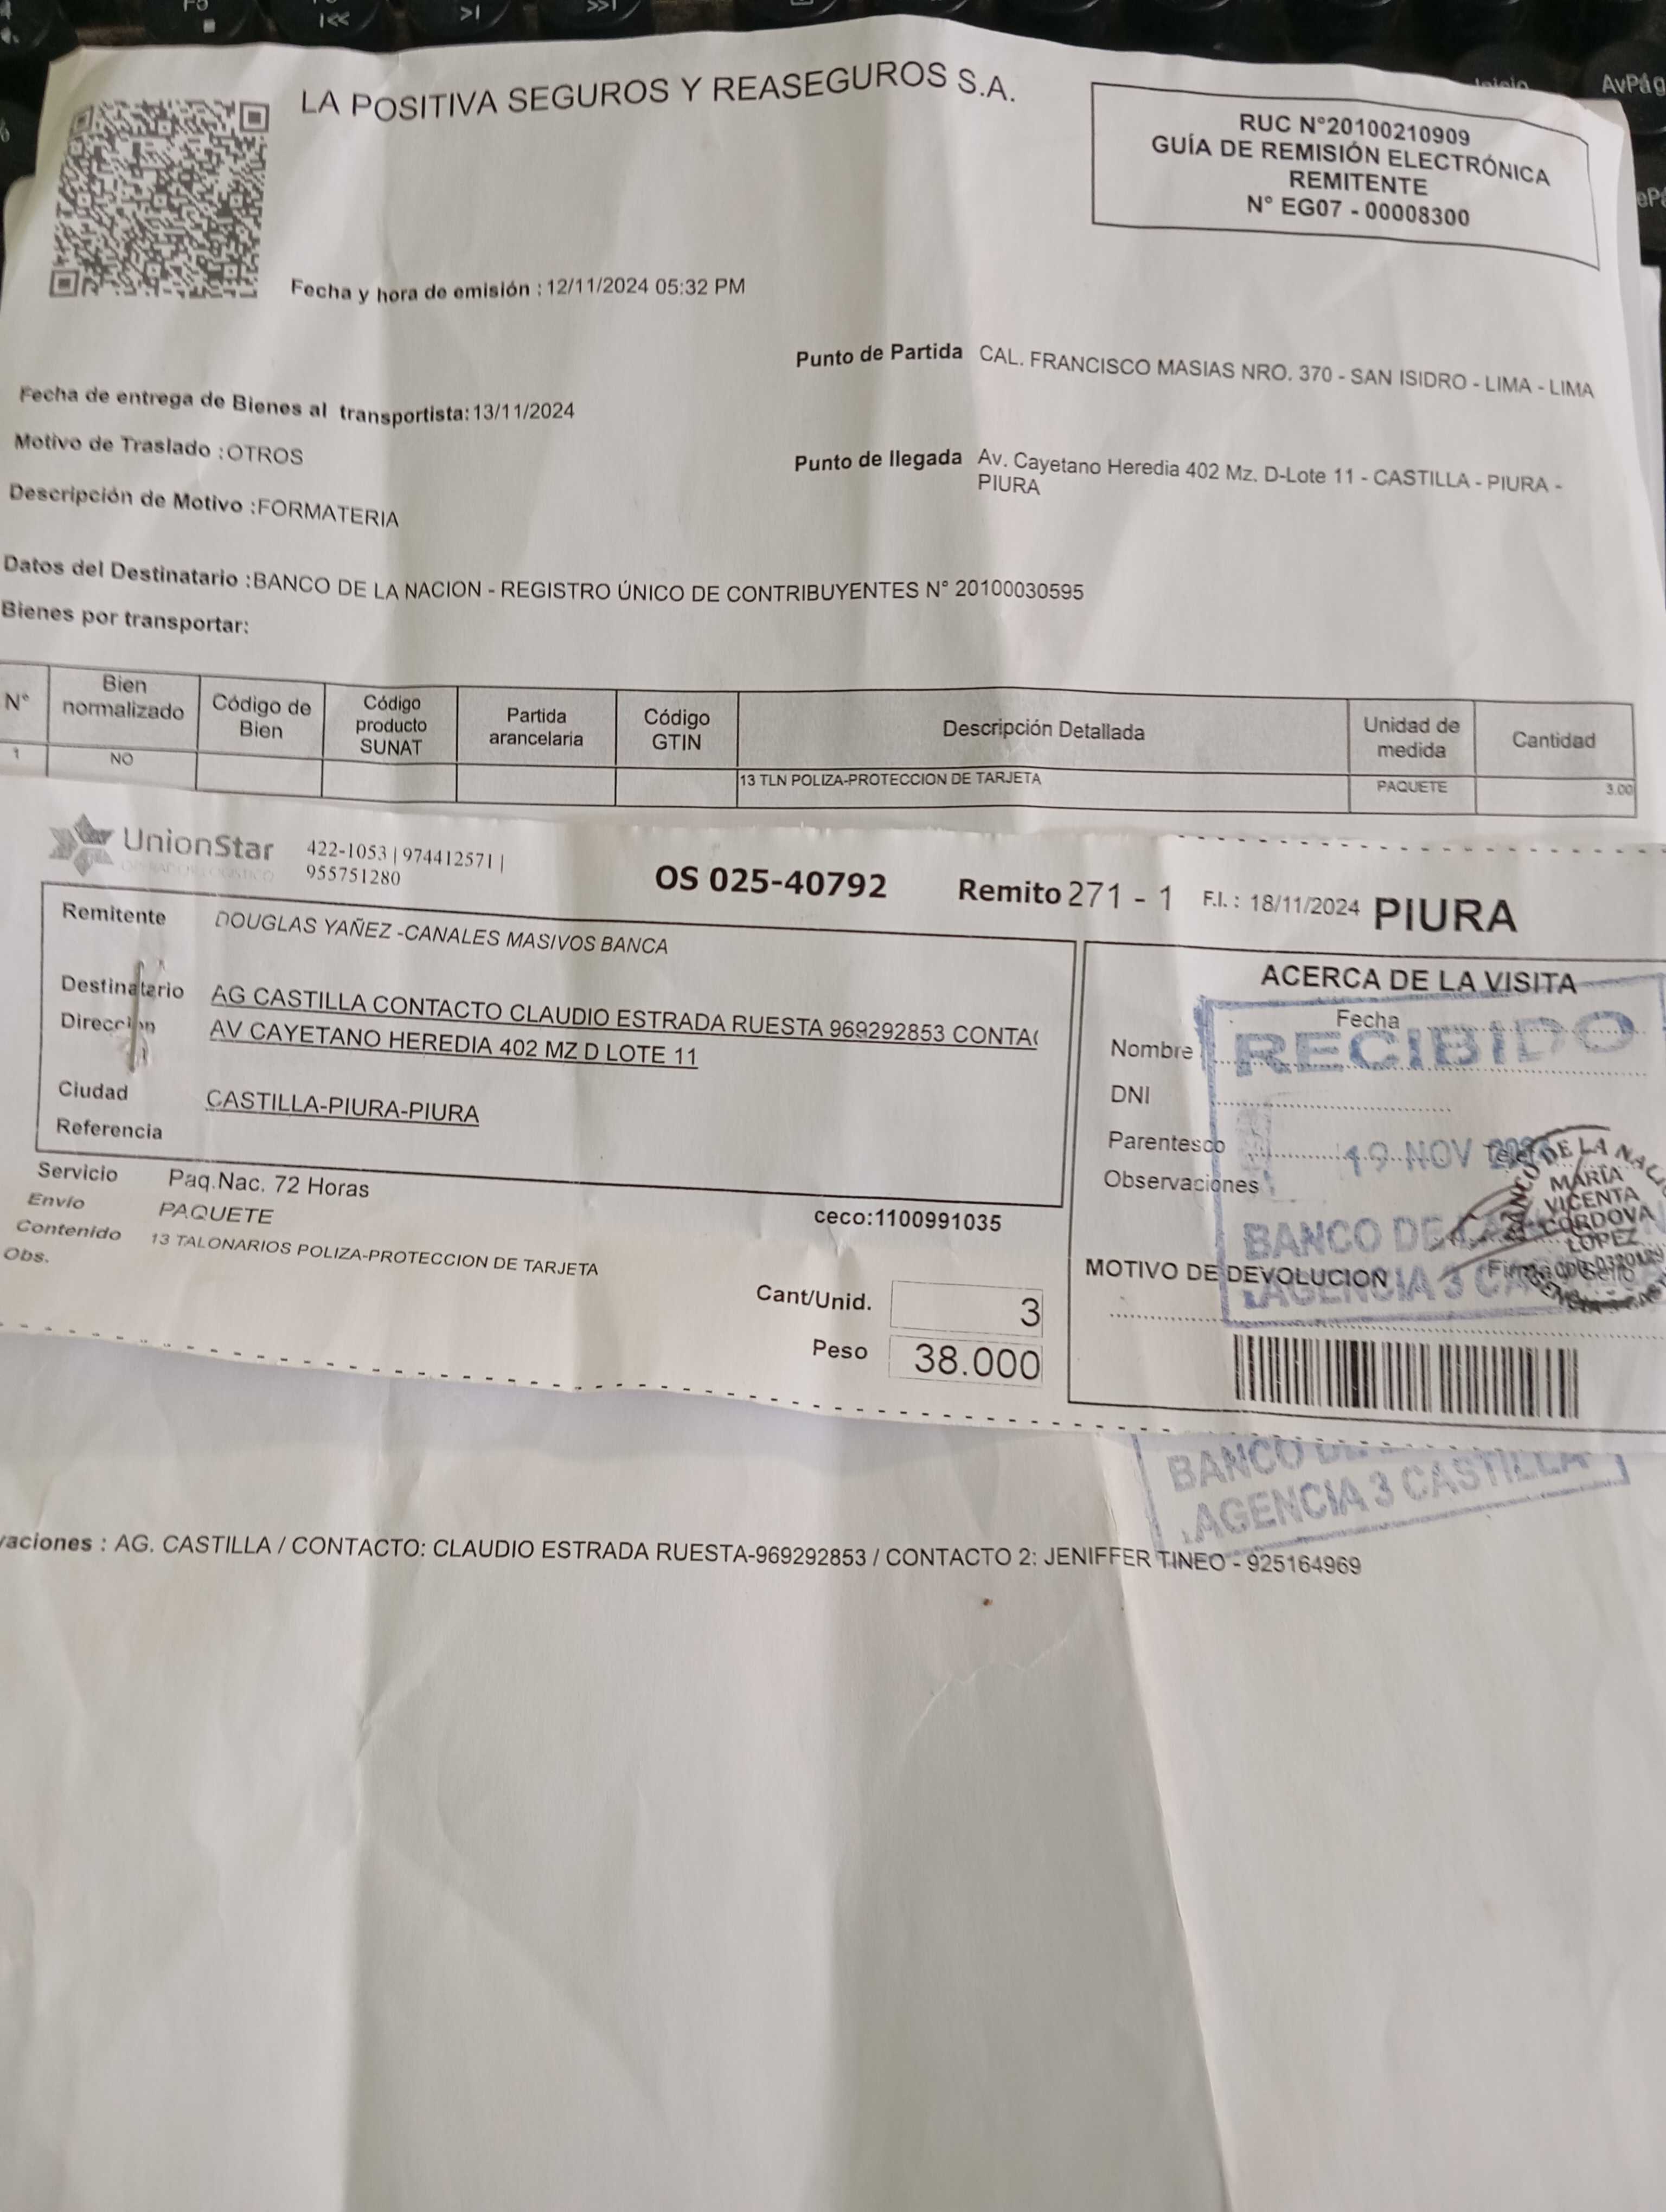 LA POSITIVA SEGUROS Y REASEGUROS S.A.
RUC N°20100210909
GUÍA DE REMISIÓN ELECTRÓNICA
REMITENTE
N° EG07 - 00008300
Fecha y hora de emisión : 12/11/2024 05:32 PM
Punto de Partida CAL. FRANCISCO MASIAS NRO. 370 - SAN ISIDRO - LIMA - LIMA
Fecha de entrega de Bienes al transportista:13/11/2024
Motivo de Traslado :OTROS
Punto de llegada Av. Cayetano Heredia 402 Mz. D-Lote 11 - CASTILLA - PIURA -
PIURA
Descripción de Motivo :FORMATERIA
Datos del Destinatario :BANCO DE LA NACION - REGISTRO ÚNICO DE CONTRIBUYENTES N° 20100030595
Bienes por transportar:
N° Bien normalizado Código de Bien Código producto SUNAT Partida arancelaria Código GTIN Descripción Detallada Unidad de medida Cantidad
1 NO 13 TLN POLIZA-PROTECCION DE TARJETA PAQUETE 3.00
UnionStar
422-1053 | 974412571 |
955751280
OS 025-40792 Remito 271 - 1 F.I. : 18/11/2024 PIURA
Remitente DOUGLAS YAÑEZ -CANALES MASIVOS BANCA
Destinatario AG CASTILLA CONTACTO CLAUDIO ESTRADA RUESTA 969292853 CONTA
Dirección AV CAYETANO HEREDIA 402 MZ D LOTE 11
Ciudad CASTILLA-PIURA-PIURA
Referencia
Servicio Paq.Nac. 72 Horas
Envío PAQUETE
Contenido 13 TALONARIOS POLIZA-PROTECCION DE TARJETA
Obs.
ceco:1100991035
Cant/Unid. 3
Peso 38.000
ACERCA DE LA VISITA
Fecha
RECIBIDO
Nombre
DNI
Parentesco
19 NOV
Observaciones
MARÍA
VICENTA
CORDOVA
LOPEZ
BANCO DE
MOTIVO DE DEVOLUCION
AGENCIA 3
BANCO DE
AGENCIA 3 CASTILLA
vaciones : AG. CASTILLA / CONTACTO: CLAUDIO ESTRADA RUESTA-969292853 / CONTACTO 2: JENIFFER TINEO - 925164969
AvPág